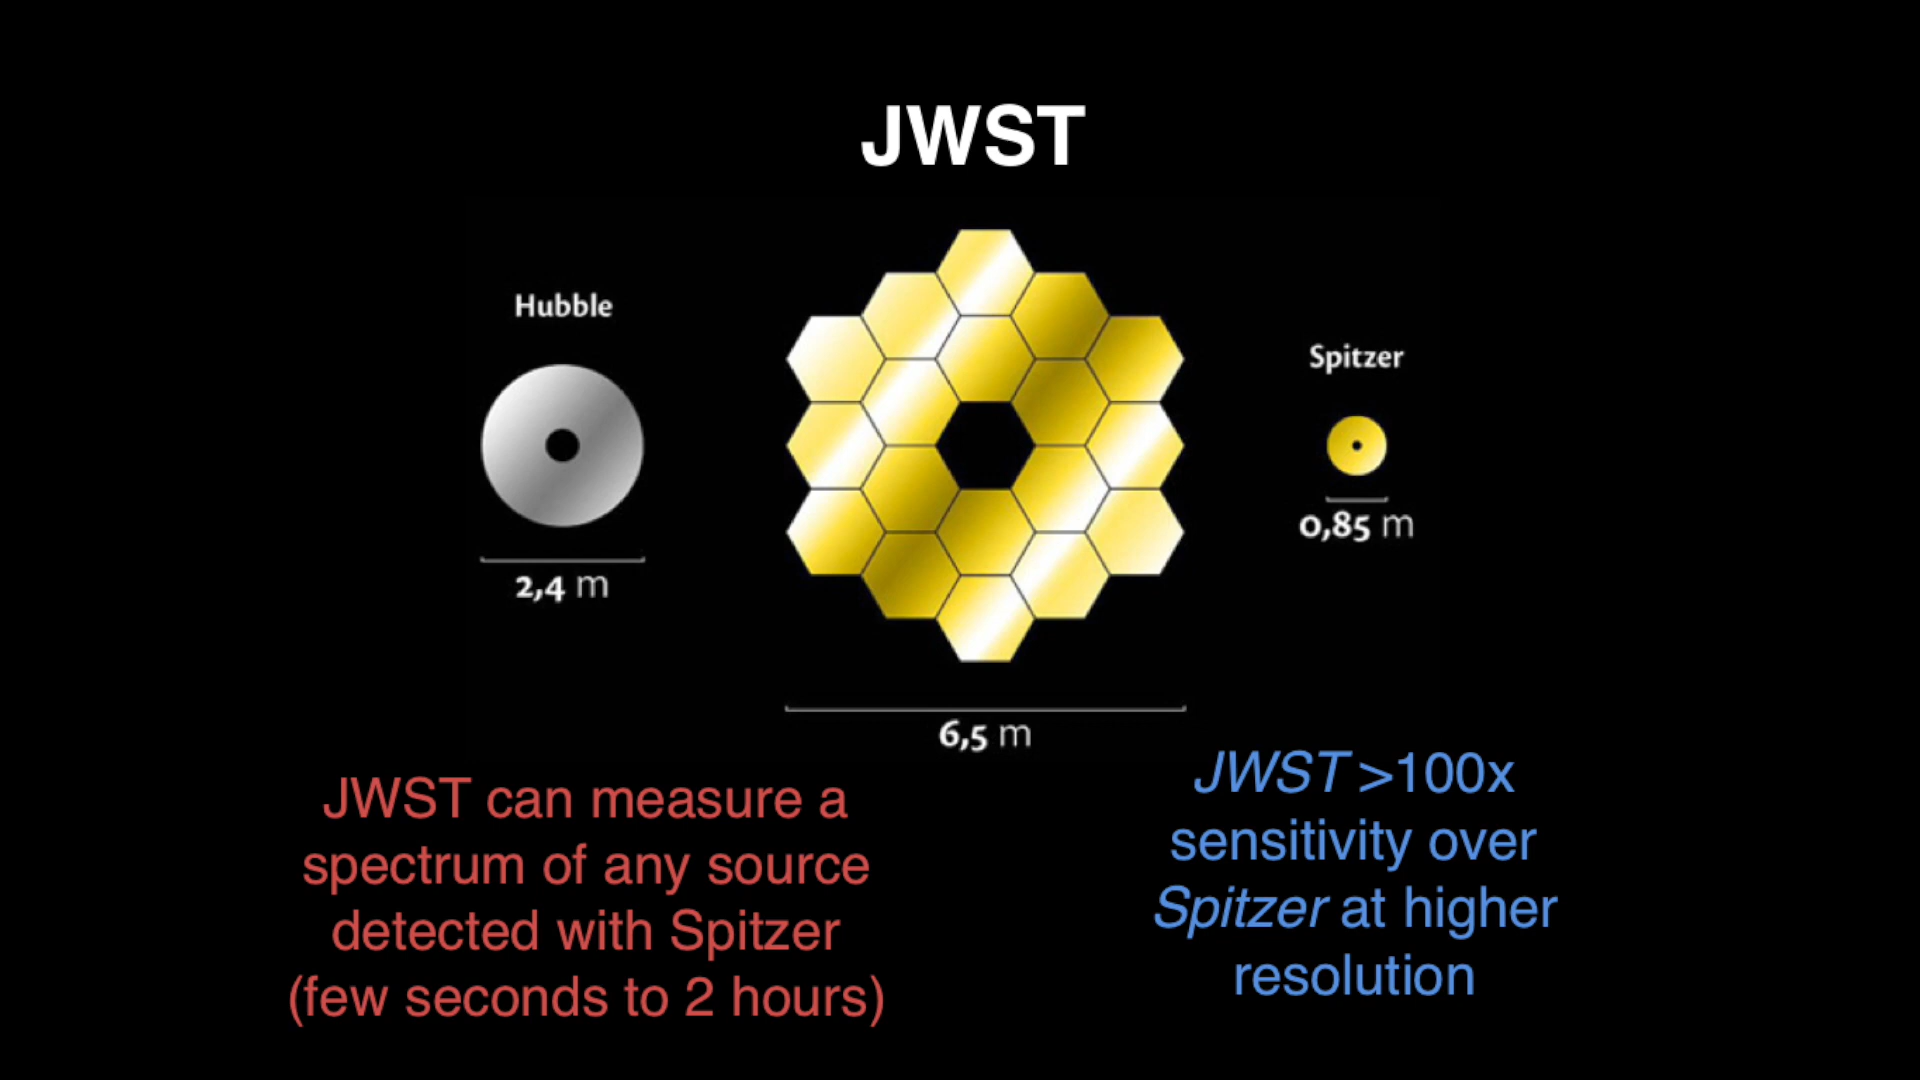 JWST
Hubble
2,4 m
6,5 m
Spitzer
0,85 m
JWST can measure a
spectrum of any source
detected with Spitzer
(few seconds to 2 hours)
JWST >100x
sensitivity over
Spitzer at higher
resolution